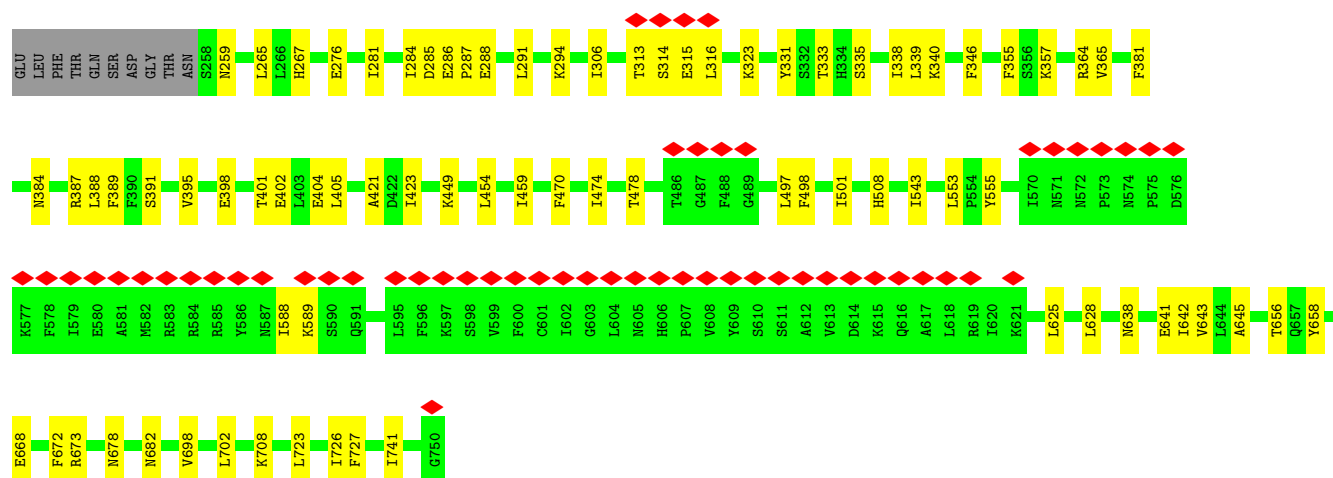 GLU LEU PHE THR GLN SER ASP GLY THR ASN S258 N259 L265 L266 H267 E276 I281 I284 D285 E286 P287 E288 L291 K294 I306 T313 S314 E315 L316 K323 Y331 S332 T333 H334 S335 I338 L339 K340 F346 F355 S356 K357 R364 V365 F381
N384 R387 L388 F389 F390 S391 V395 E398 T401 E402 L403 E404 L405 A421 D422 I423 K449 L454 I459 F470 I474 T478 T486 G487 F488 G489 L497 F498 I501 H508 I543 L553 P554 Y555 I570 N571 N572 P573 N574 P575 D576
K577 F578 I579 E580 A581 M582 R583 R584 R585 Y586 N587 I588 K589 S590 Q591 L595 F596 K597 S598 V599 F600 C601 I602 G603 L604 N605 H606 P607 V608 Y609 S610 S611 A612 V613 D614 K615 Q616 A617 L618 R619 I620 K621 L625 L628 N638 E641 I642 V643 L644 A645 T656 Q657 Y658
E668 F672 R673 N678 N682 V698 L702 K708 L723 I726 F727 I741 G750